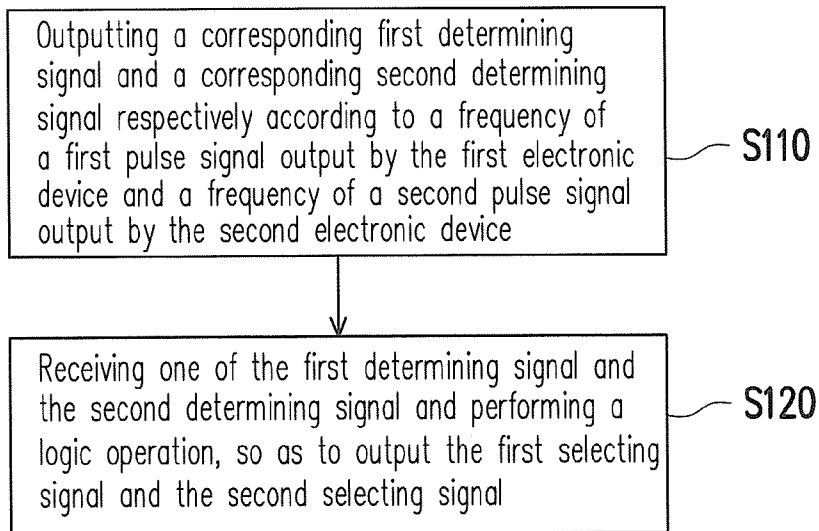 Outputting a corresponding first determining
signal and a corresponding second determining
signal respectively according to a frequency of
a first pulse signal output by the first electronic
device and a frequency of a second pulse signal
output by the second electronic device
S110
Receiving one of the first determining signal and
the second determining signal and performing a
logic operation, so as to output the first selecting
signal and the second selecting signal
S120